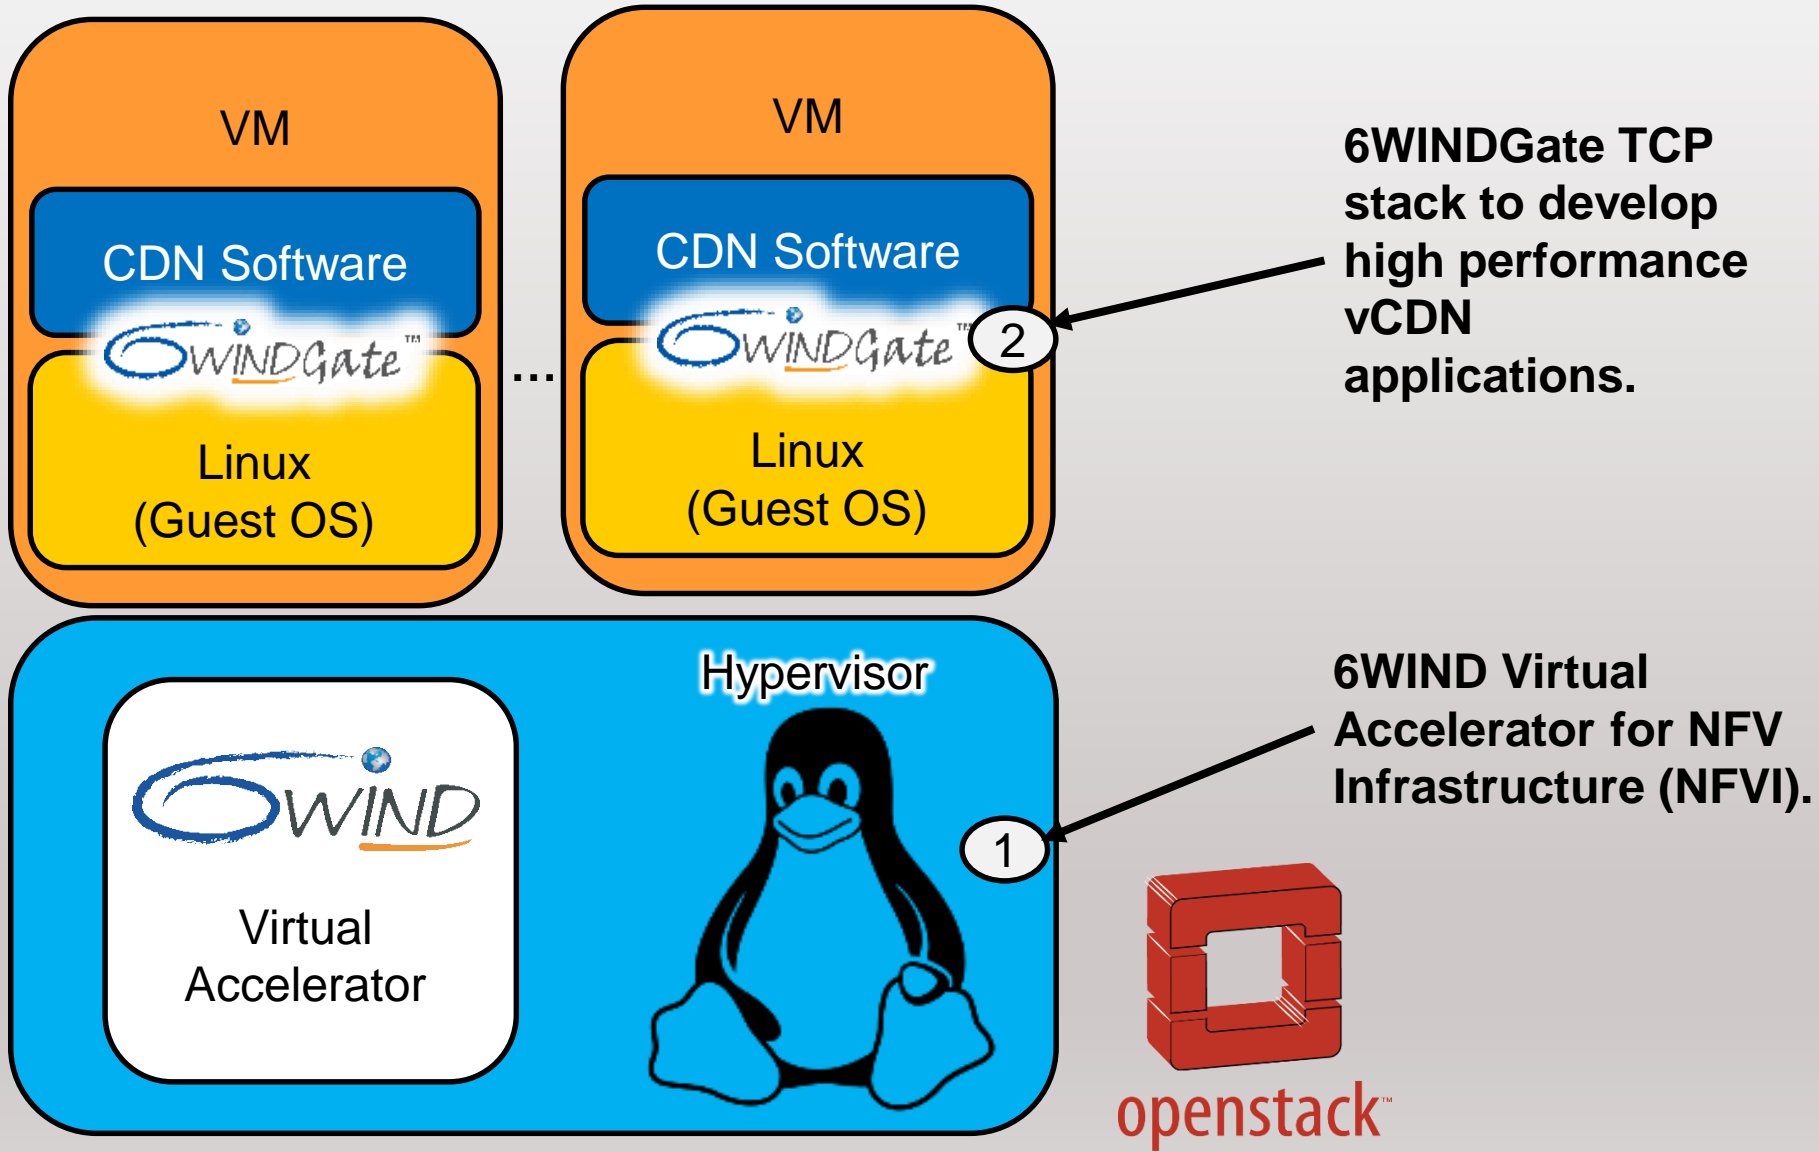 VM
CDN Software
6WINDGate™
Linux
(Guest OS)
...
VM
CDN Software
6WINDGate™
2
Linux
(Guest OS)
6WINDGate TCP
stack to develop
high performance
vCDN
applications.
Hypervisor
6WIND
Virtual
Accelerator
1
6WIND Virtual
Accelerator for NFV
Infrastructure (NFVI).
openstack™